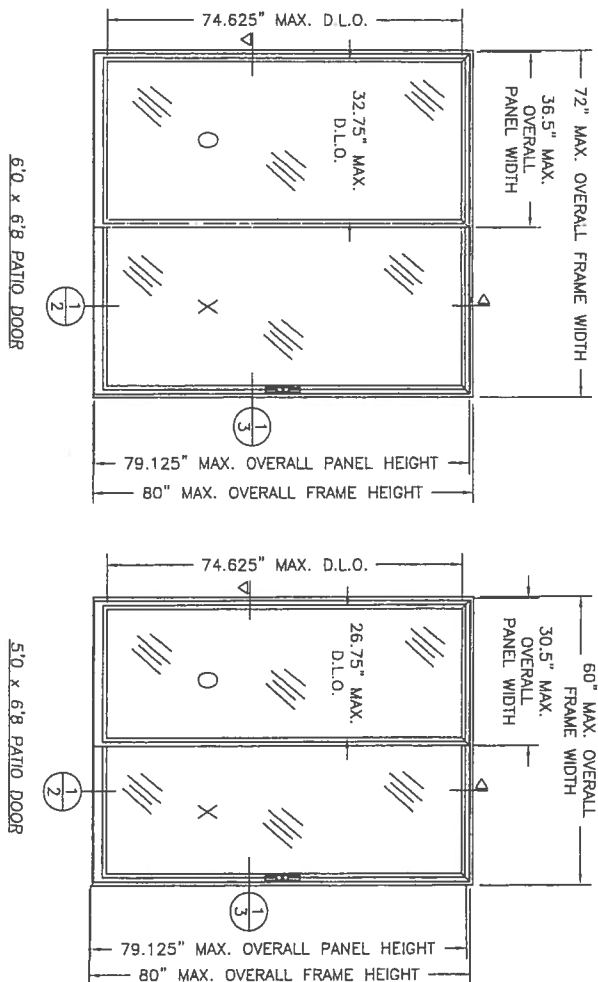 74.625" MAX. D.L.O.
72" MAX. OVERALL FRAME WIDTH
36.5" MAX.
OVERALL
PANEL WIDTH
32.75" MAX.
D.L.O.
O
X
1
2
1
3
79.125" MAX. OVERALL PANEL HEIGHT
80" MAX. OVERALL FRAME HEIGHT
6'0 x 6'8 PATIO DOOR
74.625" MAX. D.L.O.
60" MAX. OVERALL
FRAME WIDTH
30.5" MAX.
OVERALL
PANEL WIDTH
26.75" MAX.
D.L.O.
O
X
1
2
1
3
79.125" MAX. OVERALL PANEL HEIGHT
80" MAX. OVERALL FRAME HEIGHT
5'0 x 6'8 PATIO DOOR